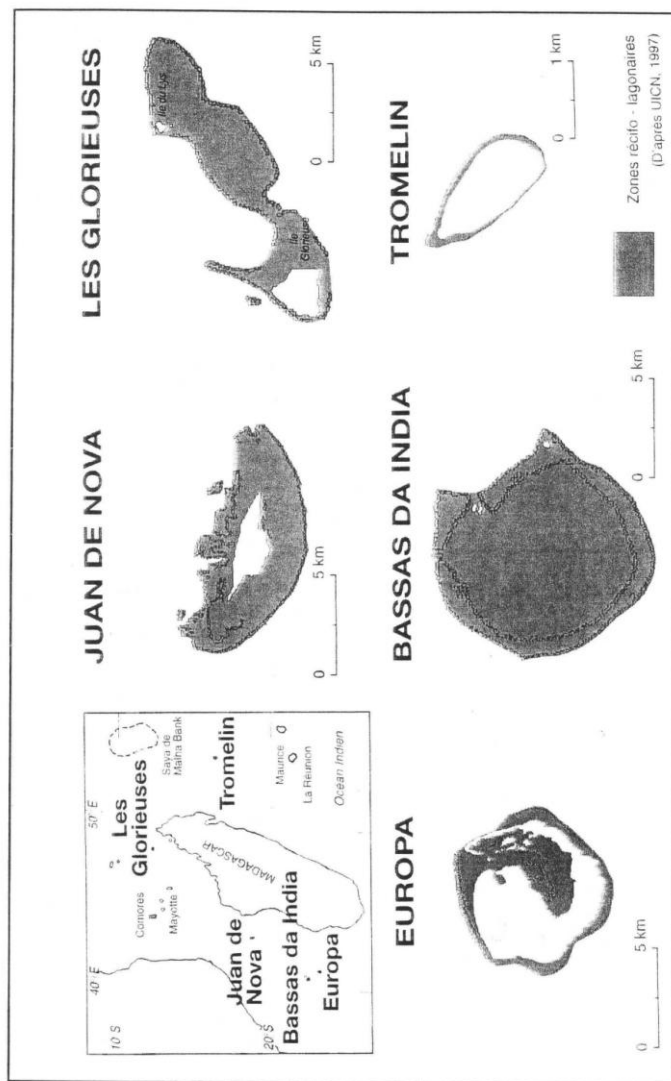 10°S
20°S
40°E
50°E
Comores
Mayotte
Les
Glorieuses
Saya de
Malha Bank
MADAGASCAR
Juan de
Nova
Tromelin
Bassas da India
Europa
Maurice
La Réunion
Océan Indien
JUAN DE NOVA
0
5 km
LES GLORIEUSES
Ile du Lys
Ile
Glorieuse
0
5 km
EUROPA
0
5 km
BASSAS DA INDIA
0
5 km
TROMELIN
0
1 km
Zones récifo - lagonaires
(D'après UICN, 1997)